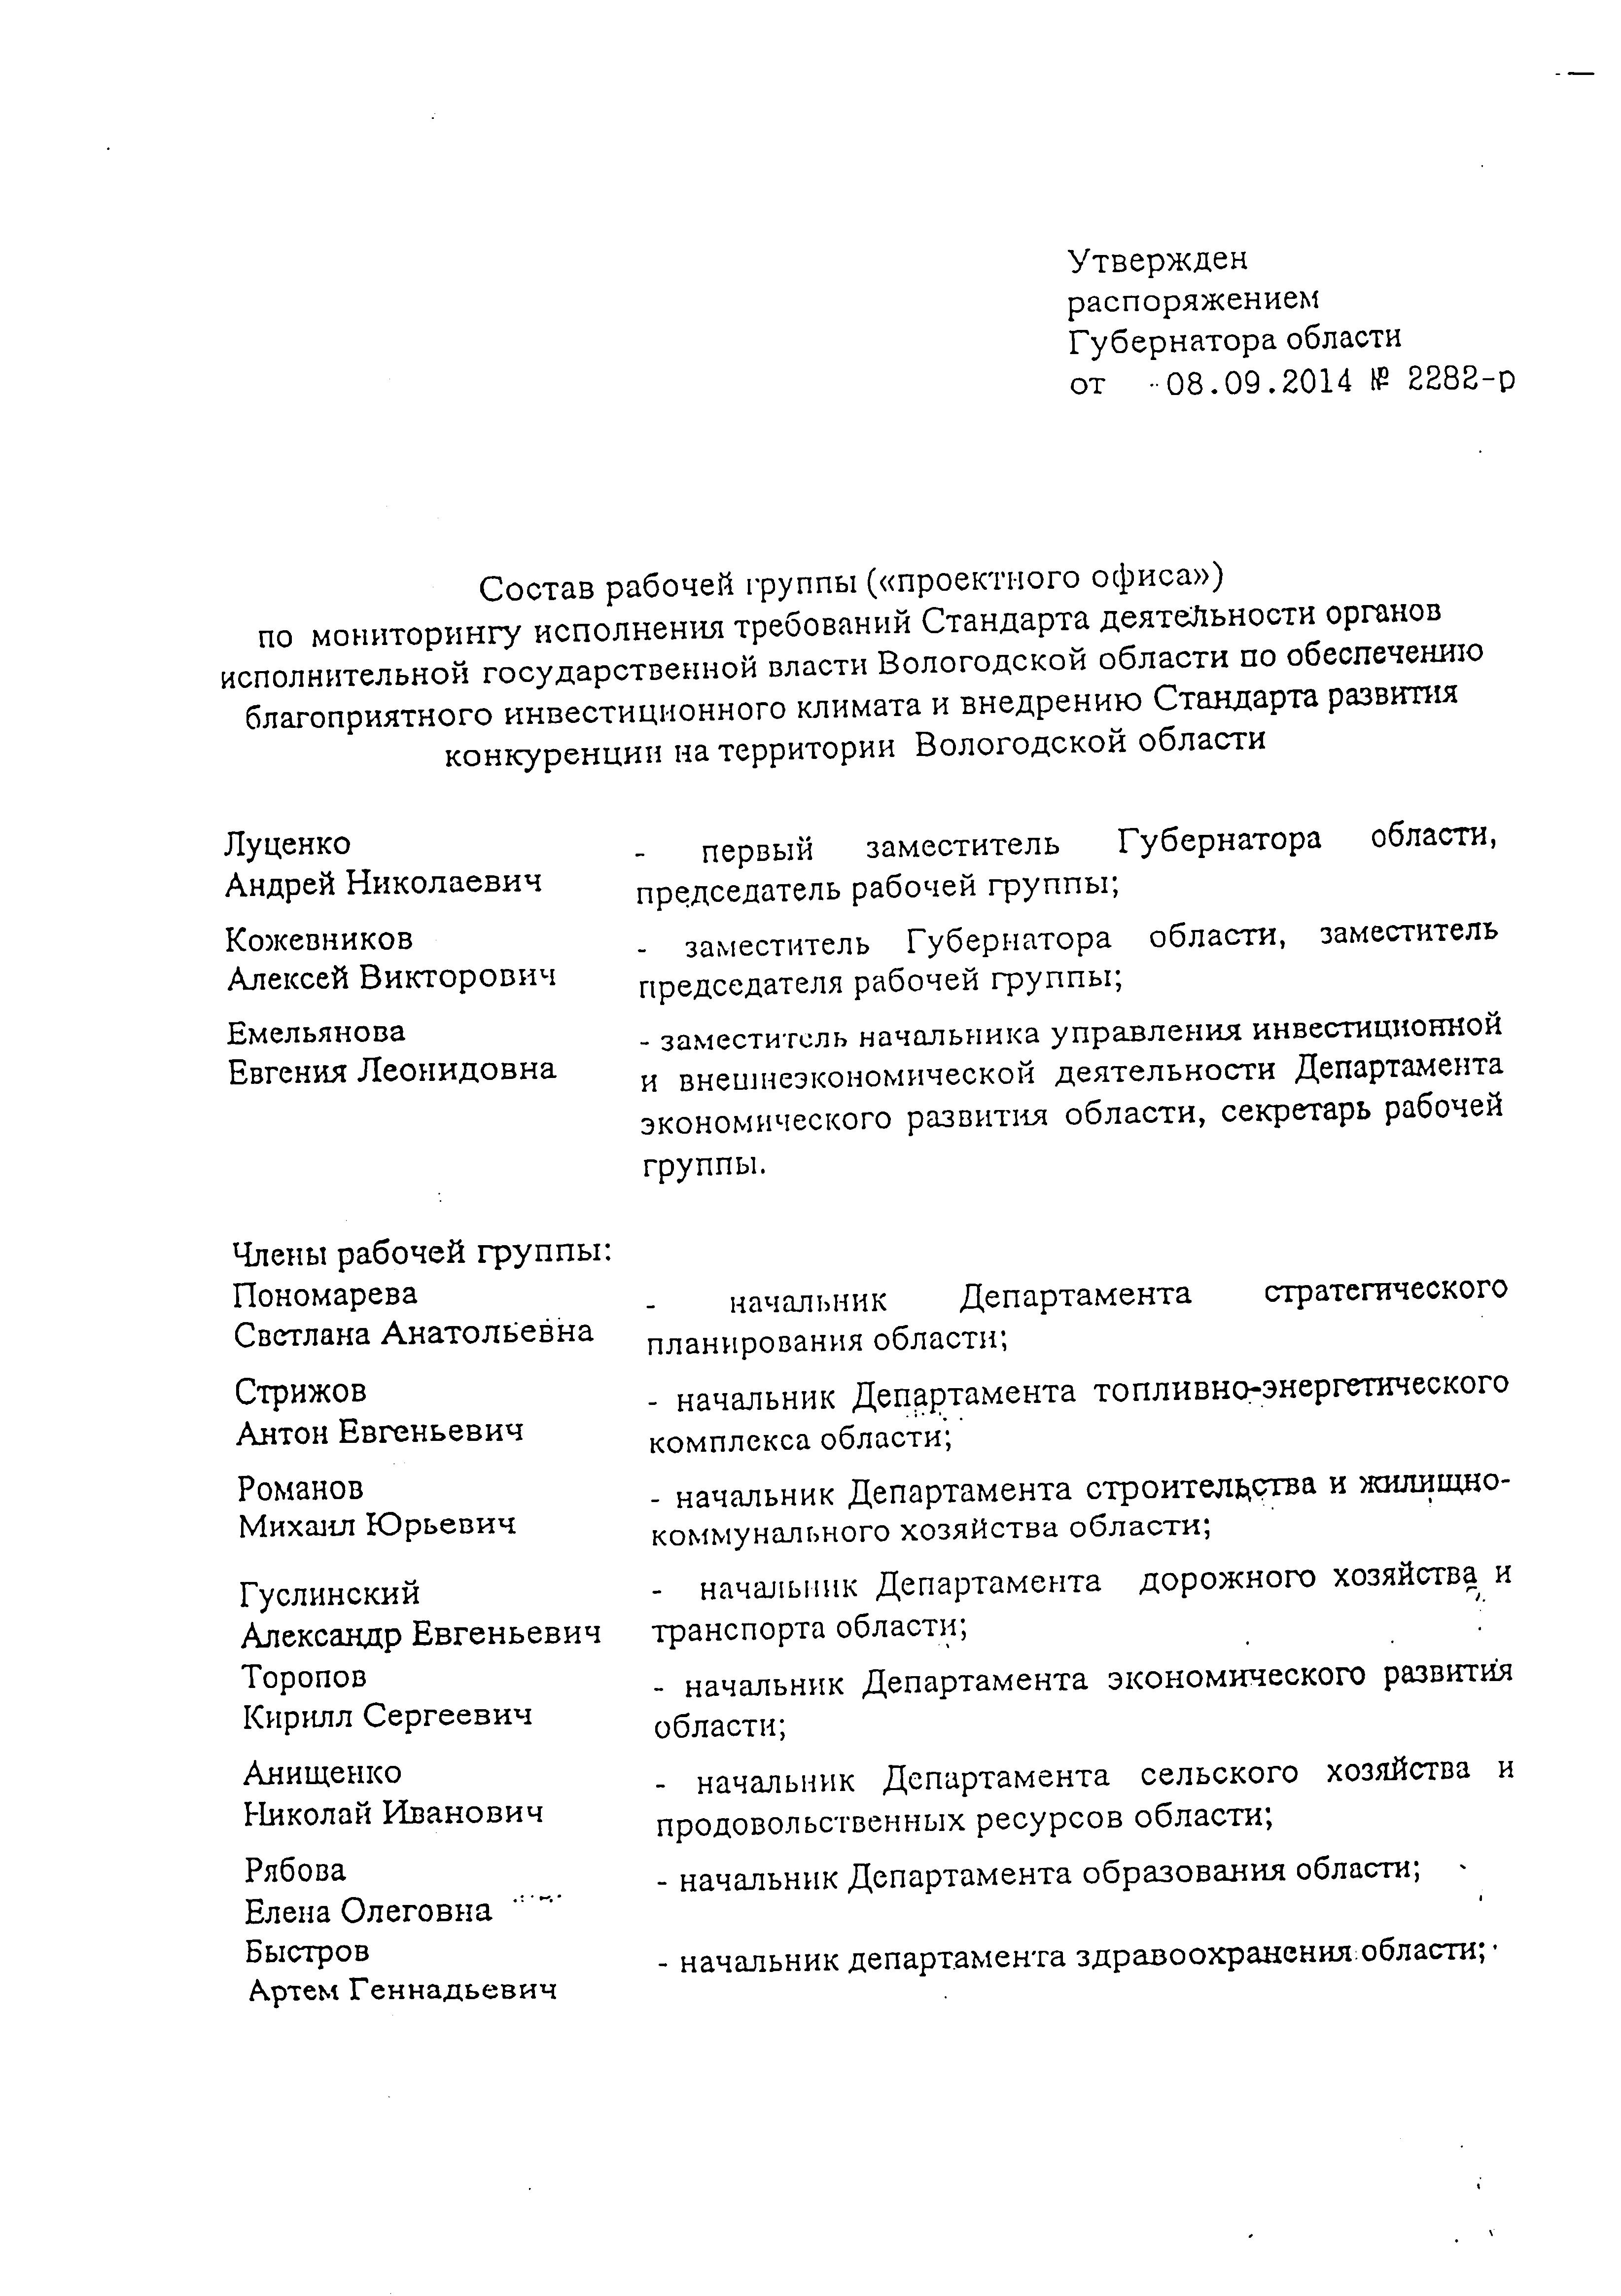 Утвержден
распоряжением
Губернатора области
от 08.09.2014 № 2282-р
Состав рабочей группы («проектного офиса»)
по мониторингу исполнения требований Стандарта деятельности органов
исполнительной государственной власти Вологодской области по обеспечению
благоприятного инвестиционного климата и внедрению Стандарта развития
конкуренции на территории Вологодской области
Луценко
Андрей Николаевич
- первый заместитель Губернатора области,
председатель рабочей группы;
Кожевников
Алексей Викторович
- заместитель Губернатора области, заместитель
председателя рабочей группы;
Емельянова
Евгения Леонидовна
- заместитель начальника управления инвестиционной
и внешнеэкономической деятельности Департамента
экономического развития области, секретарь рабочей
группы.
Члены рабочей группы:
Пономарева
Светлана Анатольевна
- начальник Департамента стратегического
планирования области;
Стрижов
Антон Евгеньевич
- начальник Департамента топливно-энергетического
комплекса области;
Романов
Михаил Юрьевич
- начальник Департамента строительства и жилищно-
коммунального хозяйства области;
Гуслинский
Александр Евгеньевич
- начальник Департамента дорожного хозяйства и
транспорта области;
Торопов
Кирилл Сергеевич
- начальник Департамента экономического развития
области;
Анищенко
Николай Иванович
- начальник Департамента сельского хозяйства и
продовольственных ресурсов области;
Рябова
Елена Олеговна
- начальник Департамента образования области;
Быстров
Артем Геннадьевич
- начальник департамента здравоохранения области;